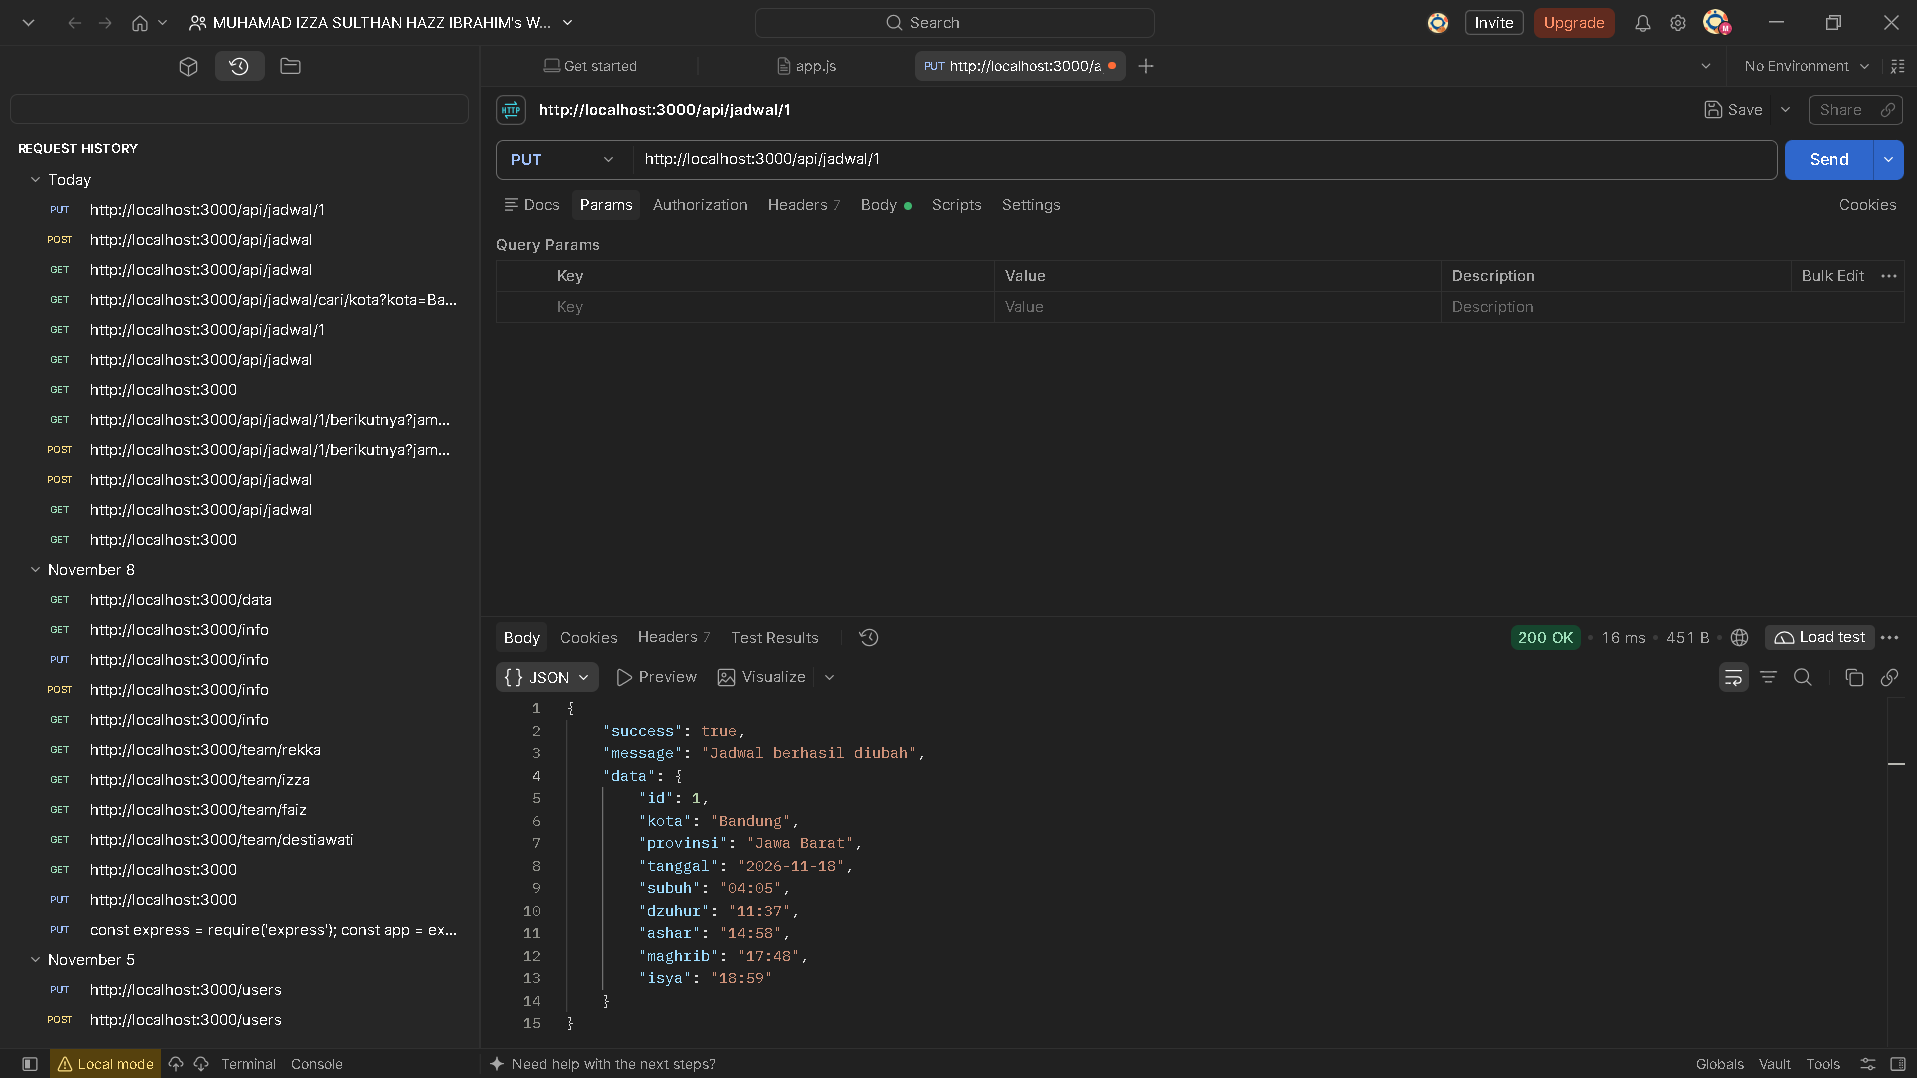 MUHAMAD IZZA SULTHAN HAZZ IBRAHIM's W...
Search
Invite
Upgrade
M
Get started
app.js
PUT http://localhost:3000/a
No Environment
HTTP http://localhost:3000/api/jadwal/1
Save
Share
REQUEST HISTORY
PUT
http://localhost:3000/api/jadwal/1
Send
Today
Docs
Params
Authorization
Headers 7
Body
Scripts
Settings
Cookies
PUT http://localhost:3000/api/jadwal/1
POST http://localhost:3000/api/jadwal
GET http://localhost:3000/api/jadwal
GET http://localhost:3000/api/jadwal/cari/kota?kota=Ba...
GET http://localhost:3000/api/jadwal/1
GET http://localhost:3000/api/jadwal
GET http://localhost:3000
GET http://localhost:3000/api/jadwal/1/berikutnya?jam...
POST http://localhost:3000/api/jadwal/1/berikutnya?jam...
POST http://localhost:3000/api/jadwal
GET http://localhost:3000/api/jadwal
GET http://localhost:3000
November 8
GET http://localhost:3000/data
GET http://localhost:3000/info
PUT http://localhost:3000/info
POST http://localhost:3000/info
GET http://localhost:3000/info
GET http://localhost:3000/team/rekka
GET http://localhost:3000/team/izza
GET http://localhost:3000/team/faiz
GET http://localhost:3000/team/destiawati
GET http://localhost:3000
PUT http://localhost:3000
PUT const express = require('express'); const app = ex...
November 5
PUT http://localhost:3000/users
POST http://localhost:3000/users
Query Params
Key Value Description Bulk Edit
Key Value Description
Body
Cookies
Headers 7
Test Results
200 OK
16 ms
451 B
Load test
{} JSON
Preview
Visualize
1 {
2 "success": true,
3 "message": "Jadwal berhasil diubah",
4 "data": {
5 "id": 1,
6 "kota": "Bandung",
7 "provinsi": "Jawa Barat",
8 "tanggal": "2026-11-18",
9 "subuh": "04:05",
10 "dzuhur": "11:37",
11 "ashar": "14:58",
12 "maghrib": "17:48",
13 "isya": "18:59"
14 }
15 }
Local mode
Terminal
Console
Need help with the next steps?
Globals
Vault
Tools